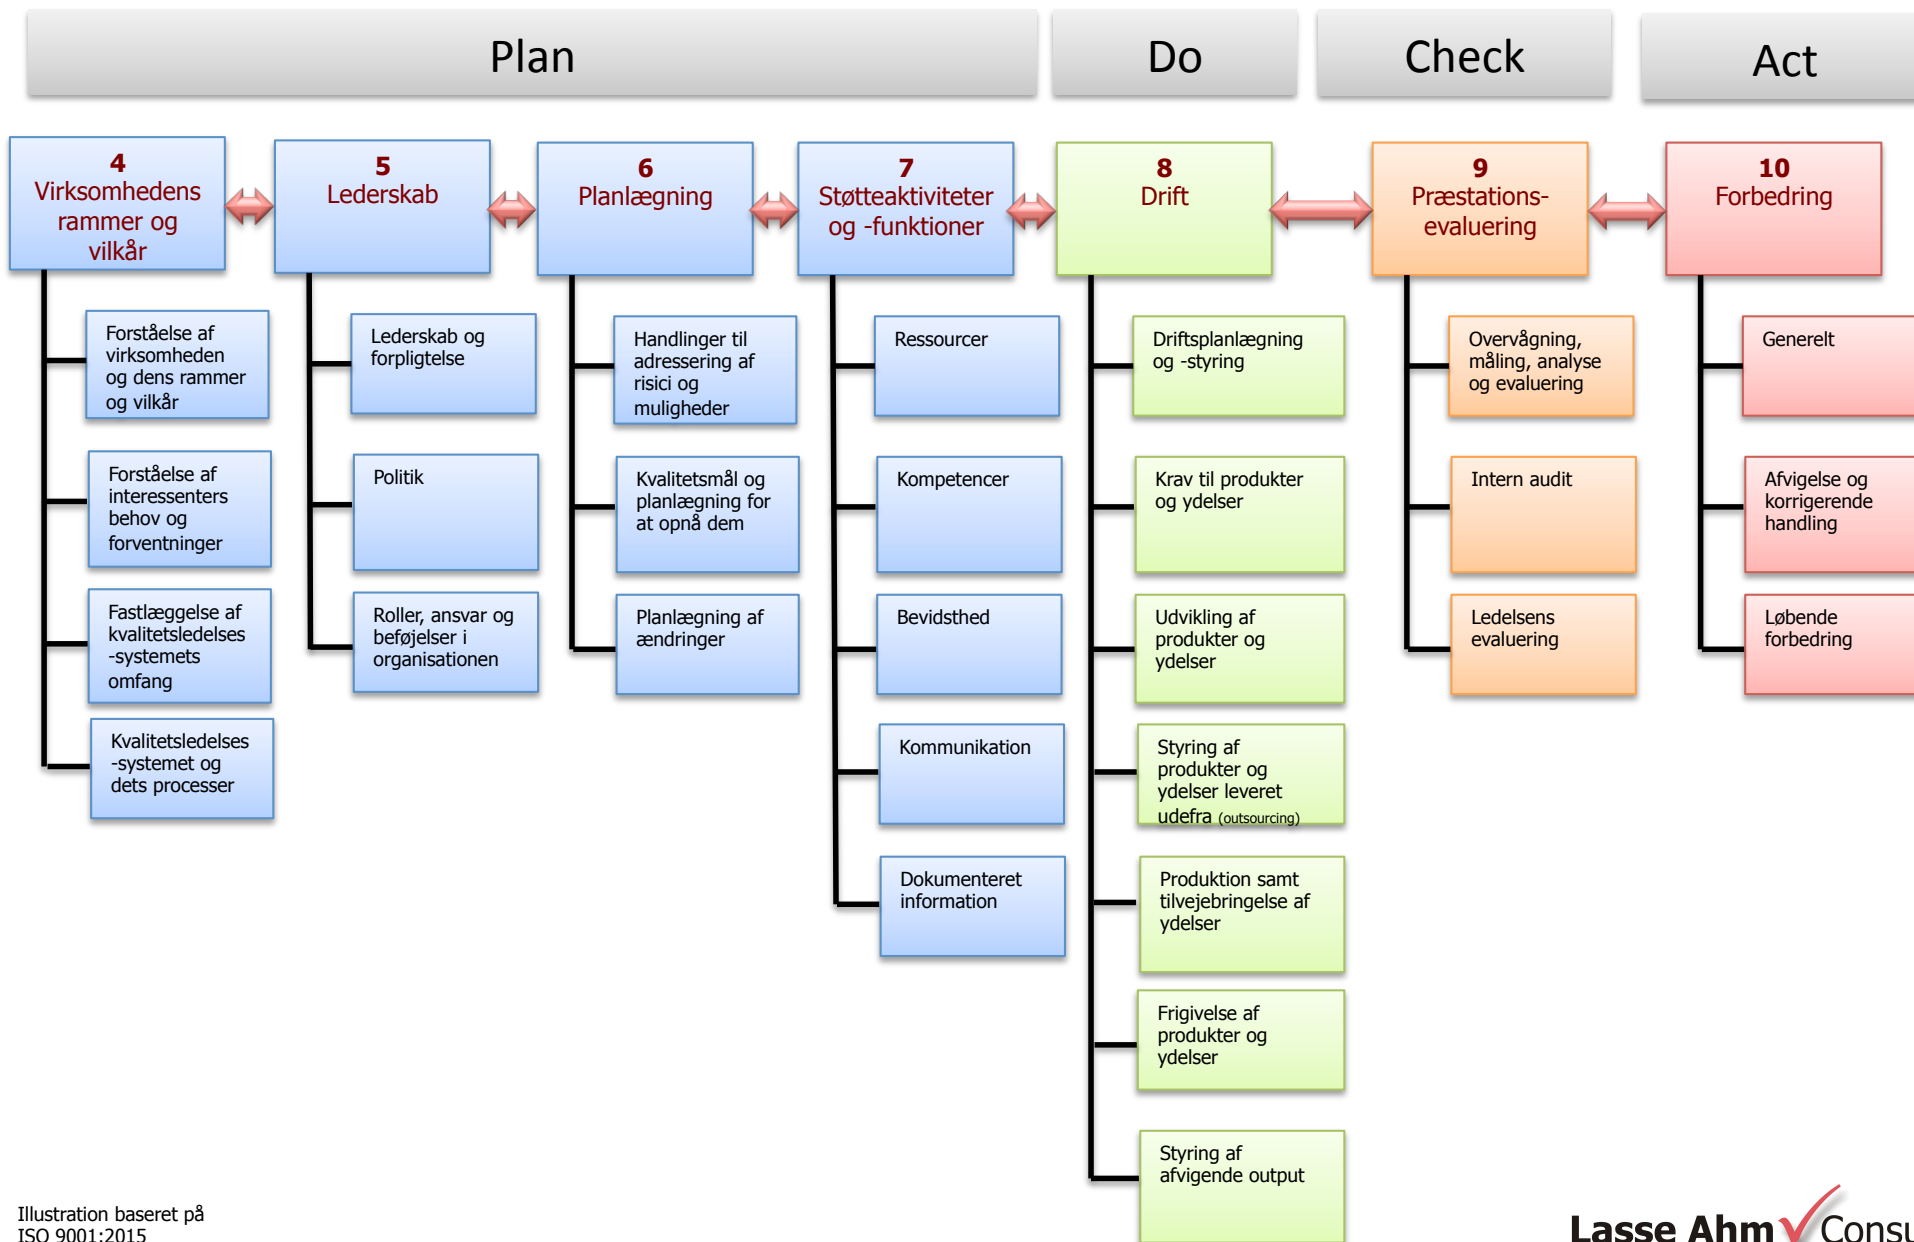 Plan
Do
Check
Act
4
Virksomhedens
rammer og
vilkår
5
Lederskab
6
Planlægning
7
Støtteaktiviteter
og -funktioner
8
Drift
9
Præstations-
evaluering
10
Forbedring
Forståelse af
virksomheden
og dens rammer
og vilkår
Forståelse af
interessenters
behov og
forventninger
Fastlæggelse af
kvalitetsledelses
-systemets
omfang
Kvalitetsledelses
-systemet og
dets processer
Lederskab og
forpligtelse
Politik
Roller, ansvar og
beføjelser i
organisationen
Handlinger til
adressering af
risici og
muligheder
Kvalitetsmål og
planlægning for
at opnå dem
Planlægning af
ændringer
Ressourcer
Kompetencer
Bevidsthed
Kommunikation
Dokumenteret
information
Driftsplanlægning
og -styring
Krav til produkter
og ydelser
Udvikling af
produkter og
ydelser
Styring af
produkter og
ydelser leveret
udefra (outsourcing)
Produktion samt
tilvejebringelse af
ydelser
Frigivelse af
produkter og
ydelser
Styring af
afvigende output
Overvågning,
måling, analyse
og evaluering
Intern audit
Ledelsens
evaluering
Generelt
Afvigelse og
korrigerende
handling
Løbende
forbedring
Illustration baseret på
ISO 9001:2015
Lasse Ahm Consu